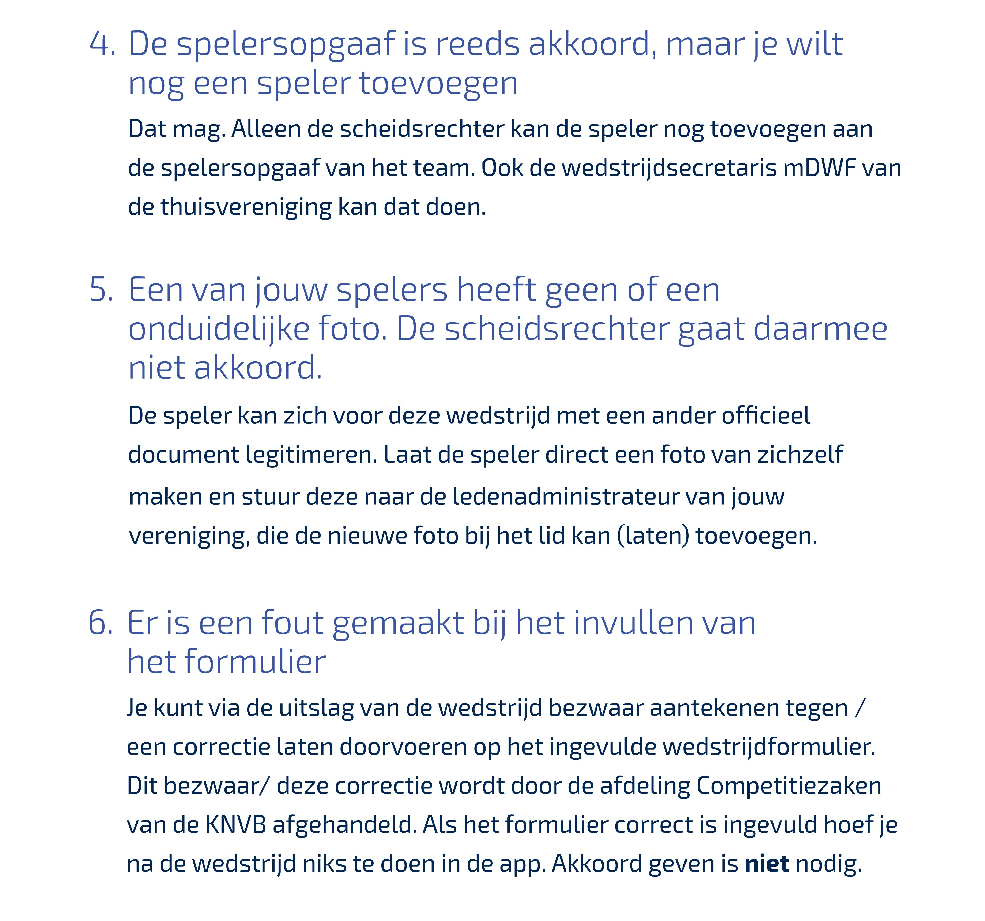 4. De spelersopgaaf is reeds akkoord, maar je wilt
nog een speler toevoegen
Dat mag. Alleen de scheidsrechter kan de speler nog toevoegen aan
de spelersopgaaf van het team. Ook de wedstrijdsecretaris mDWF van
de thuisvereniging kan dat doen.
5. Een van jouw spelers heeft geen of een
onduidelijke foto. De scheidsrechter gaat daarmee
niet akkoord.
De speler kan zich voor deze wedstrijd met een ander officieel
document legitimeren. Laat de speler direct een foto van zichzelf
maken en stuur deze naar de ledenadministrateur van jouw
vereniging, die de nieuwe foto bij het lid kan (laten) toevoegen.
6. Er is een fout gemaakt bij het invullen van
het formulier
Je kunt via de uitslag van de wedstrijd bezwaar aantekenen tegen /
een correctie laten doorvoeren op het ingevulde wedstrijdformulier.
Dit bezwaar/ deze correctie wordt door de afdeling Competitiezaken
van de KNVB afgehandeld. Als het formulier correct is ingevuld hoef je
na de wedstrijd niks te doen in de app. Akkoord geven is niet nodig.